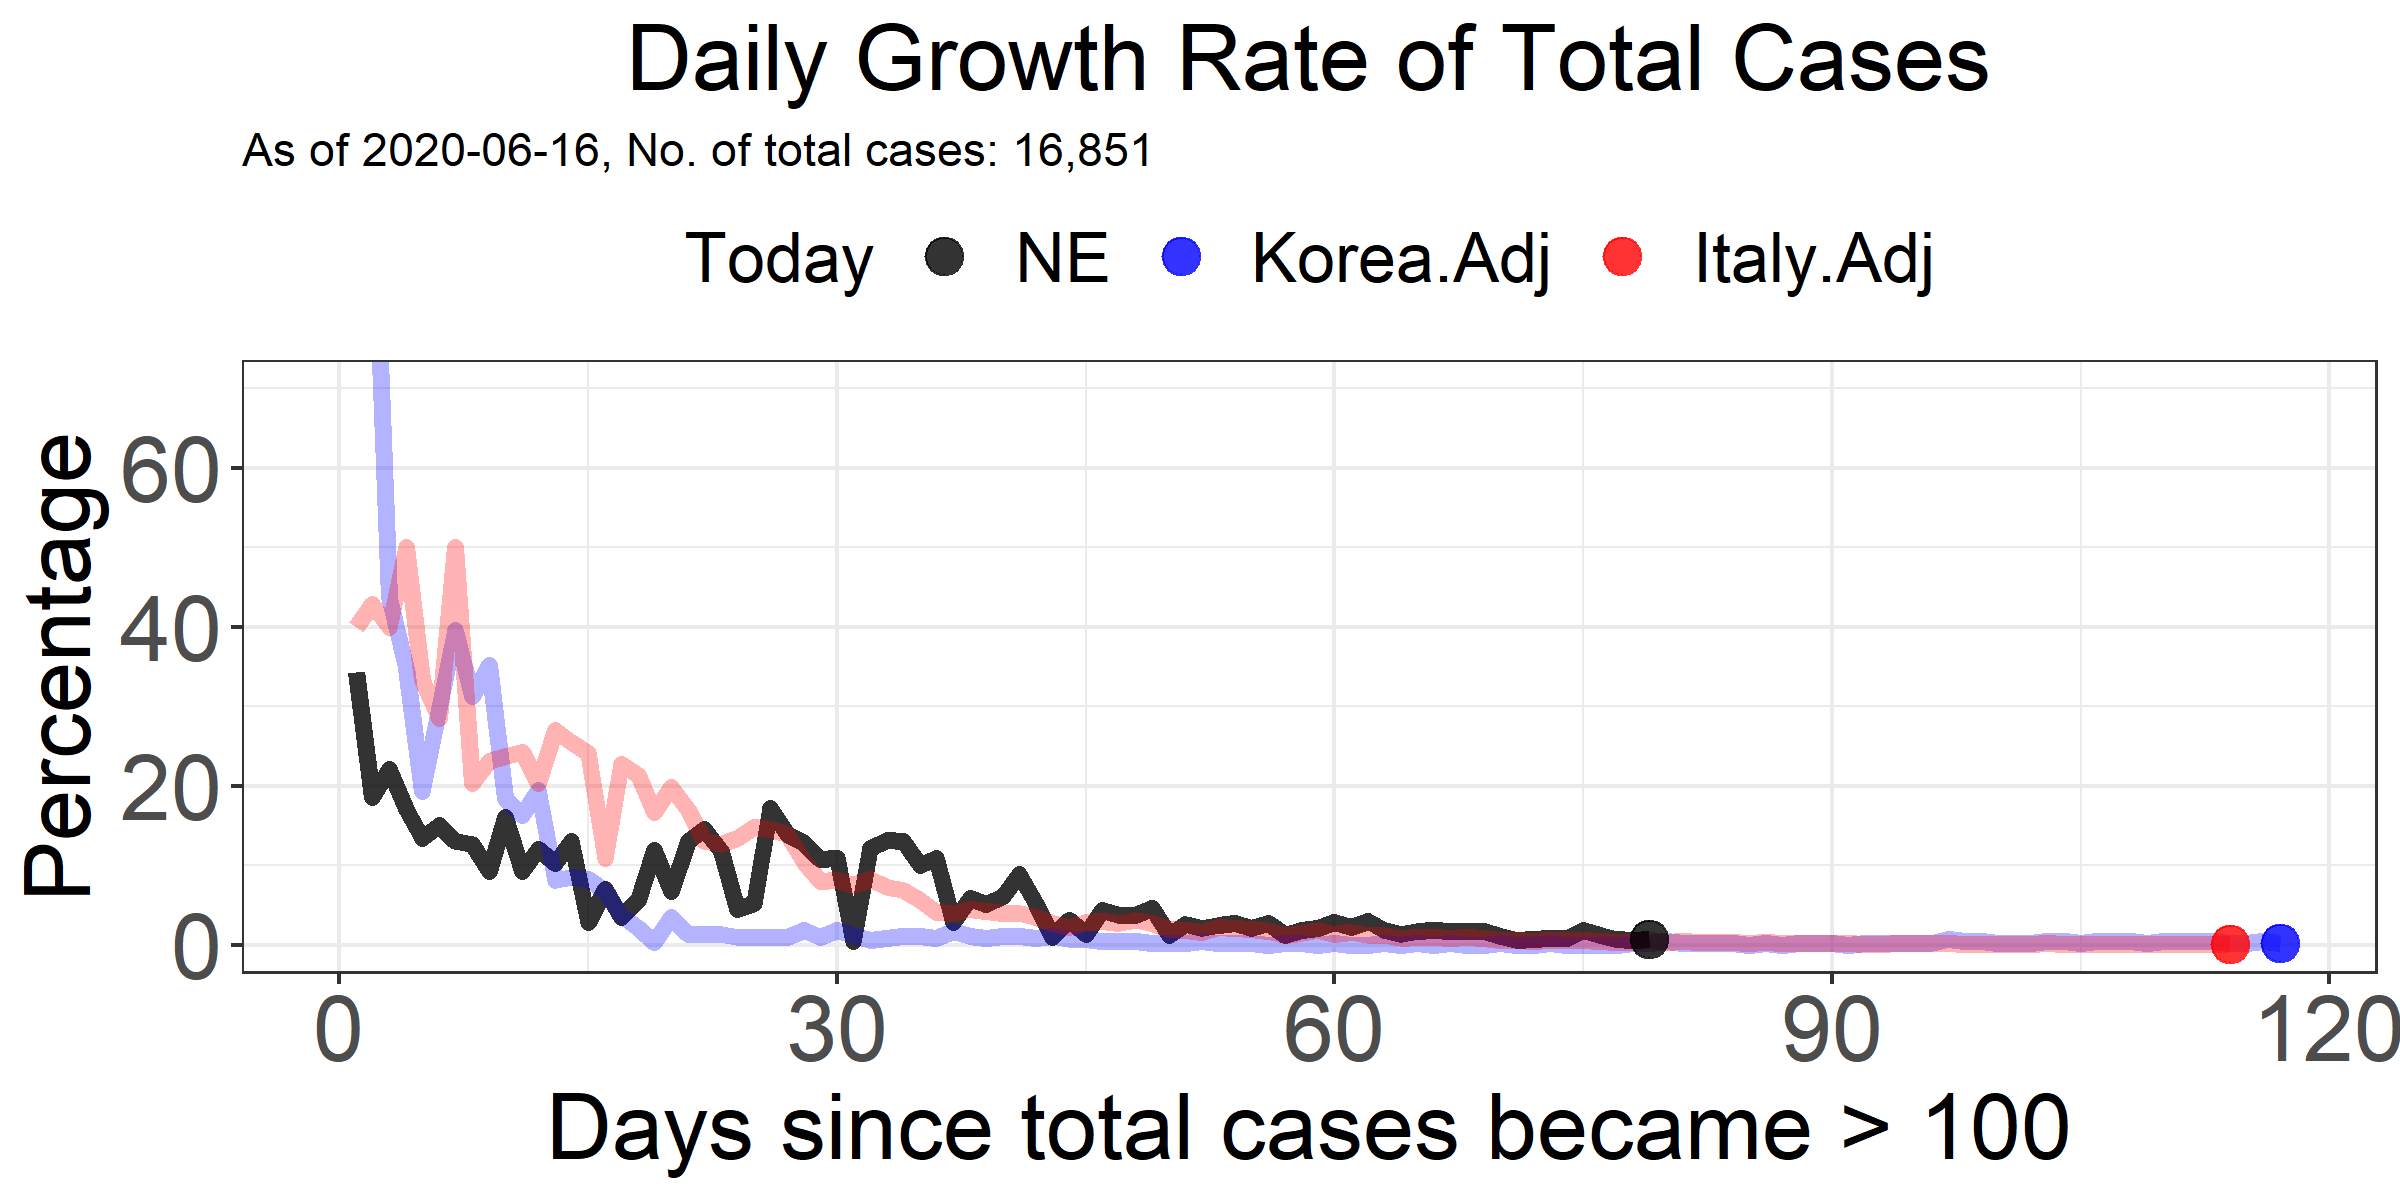 Daily Growth Rate of Total Cases
As of 2020-06-16, No. of total cases: 16,851
Today NE Korea.Adj Italy.Adj
Percentage
60
40
20
0
0 30 60 90 120
Days since total cases became > 100